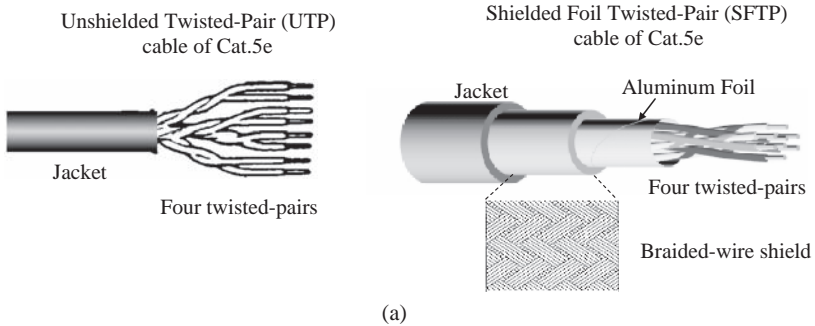 Unshielded Twisted-Pair (UTP)
cable of Cat.5e
Jacket
Four twisted-pairs
Shielded Foil Twisted-Pair (SFTP)
cable of Cat.5e
Jacket
Aluminum Foil
Four twisted-pairs
Braided-wire shield
(a)